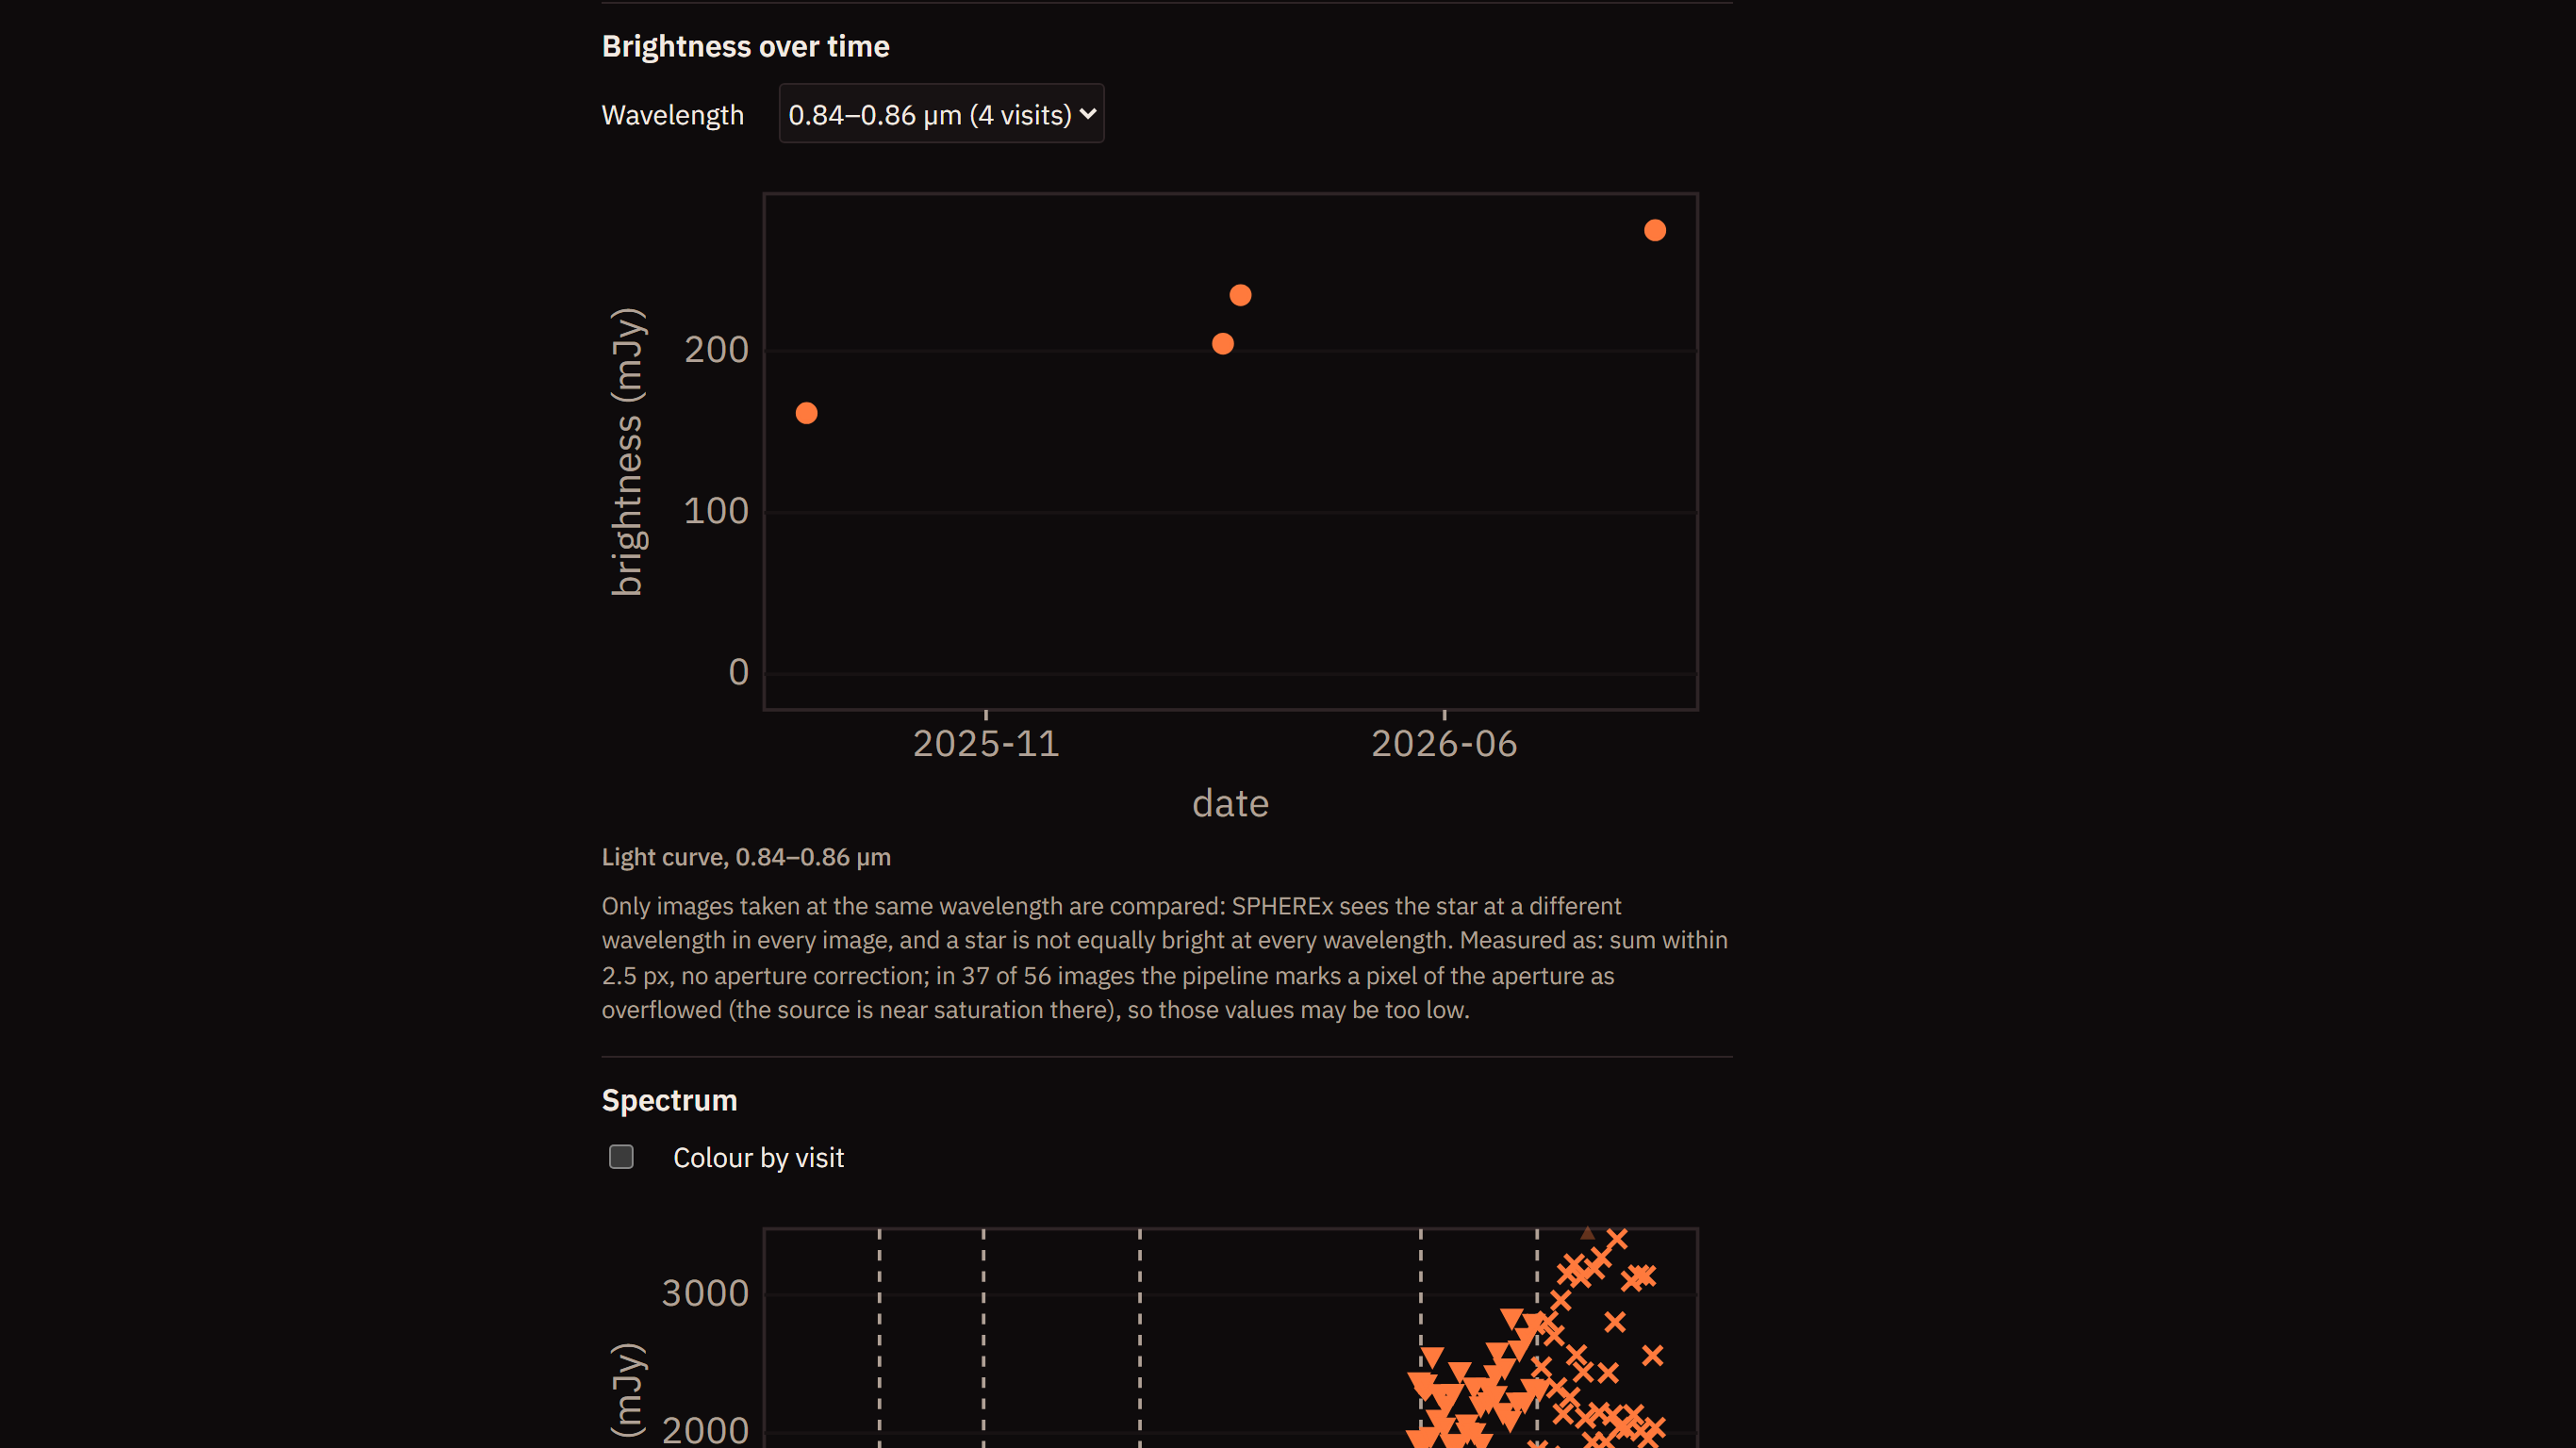 Brightness over time
Wavelength
0.84–0.86 µm (4 visits)
brightness (mJy)
200
100
0
2025-11
2026-06
date
Light curve, 0.84–0.86 µm
Only images taken at the same wavelength are compared: SPHEREx sees the star at a different
wavelength in every image, and a star is not equally bright at every wavelength. Measured as: sum within
2.5 px, no aperture correction; in 37 of 56 images the pipeline marks a pixel of the aperture as
overflowed (the source is near saturation there), so those values may be too low.
Spectrum
Colour by visit
3000
2000
(mJy)